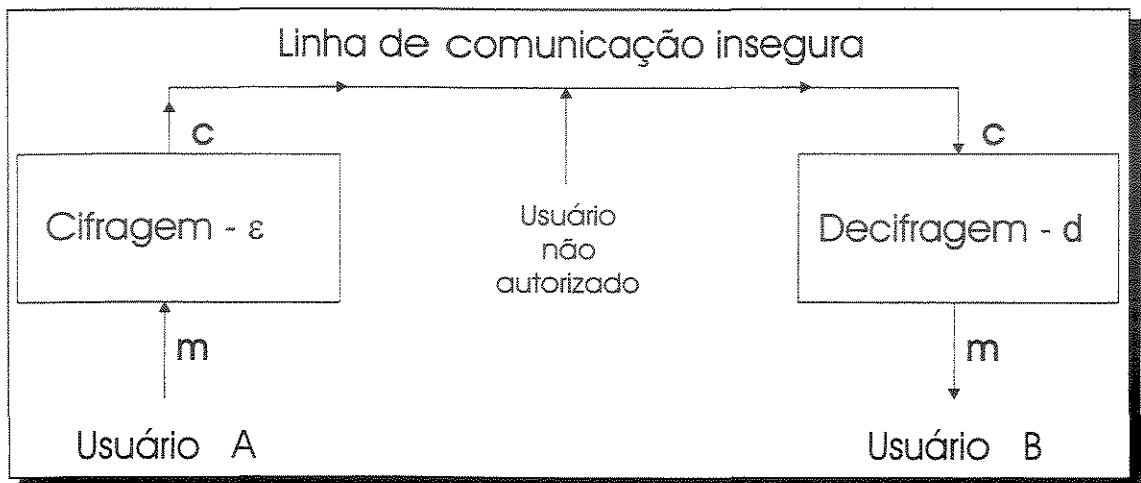 Linha de comunicação insegura
c
c
Cifragem - ε
Usuário
não
autorizado
Decifragem - d
m
m
Usuário A
Usuário B